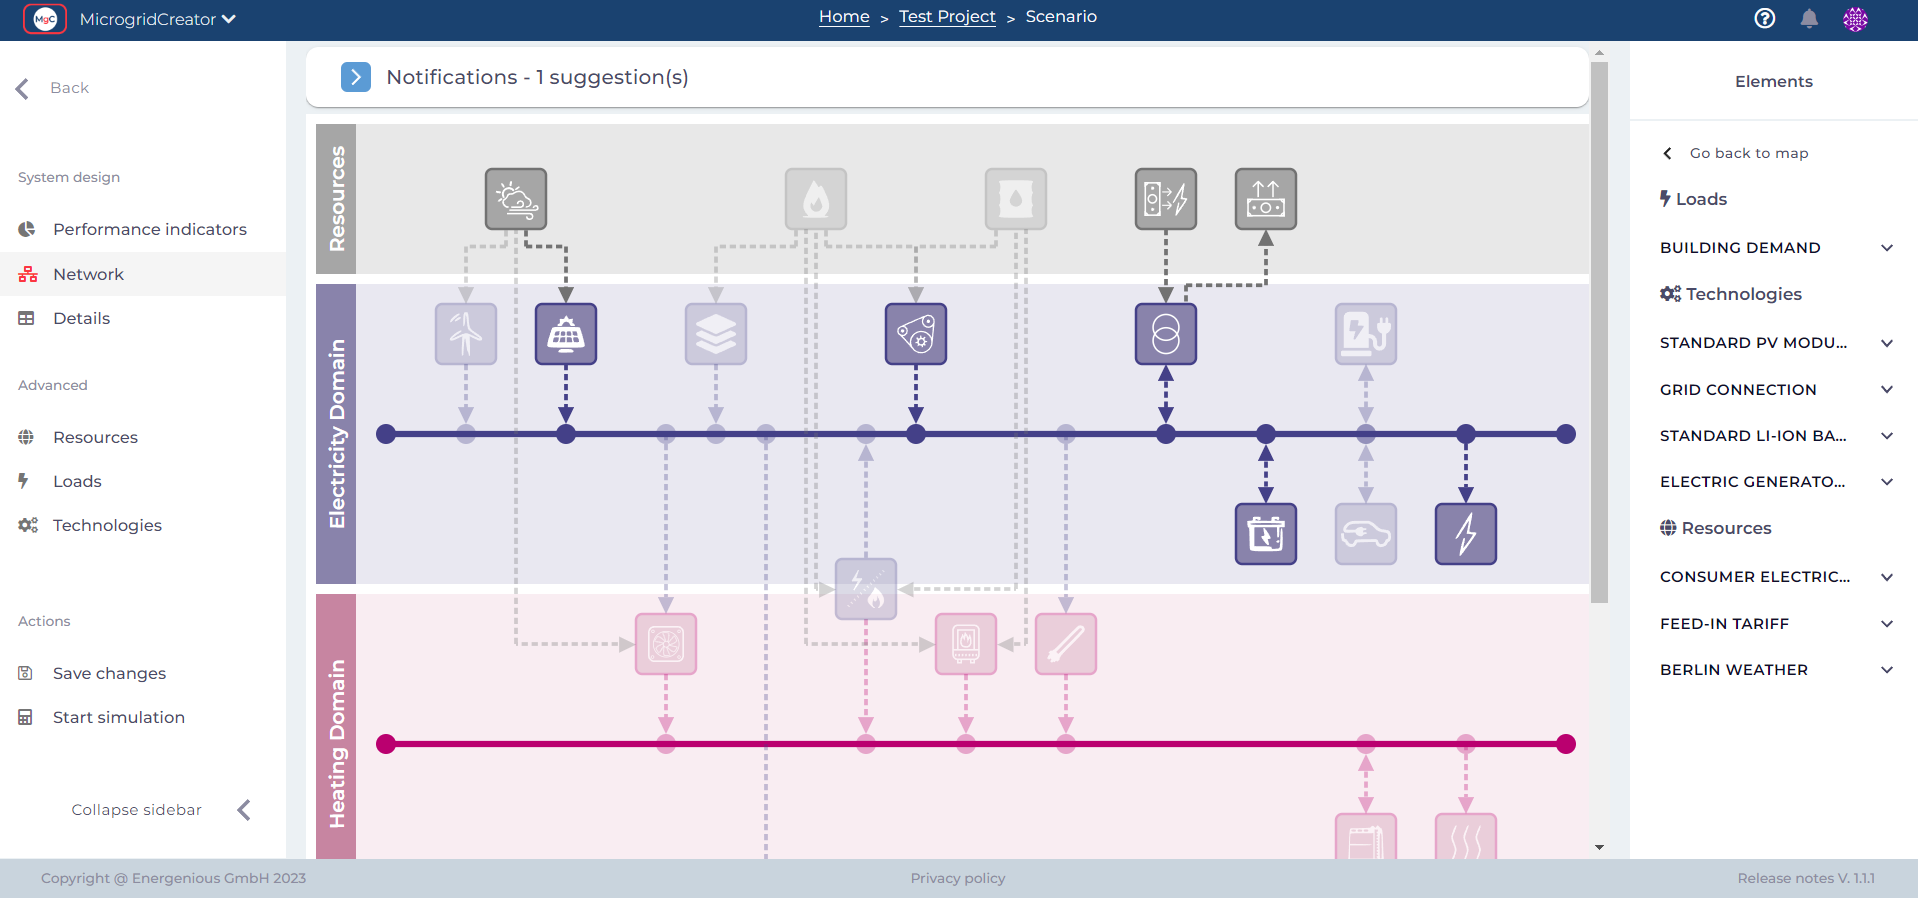 MgC
MicrogridCreator
Home > Test Project > Scenario
Back
System design
Performance indicators
Network
Details
Advanced
Resources
Loads
Technologies
Actions
Save changes
Start simulation
Collapse sidebar
Notifications - 1 suggestion(s)
Resources
Electricity Domain
Heating Domain
Elements
Go back to map
Loads
BUILDING DEMAND
Technologies
STANDARD PV MODU...
GRID CONNECTION
STANDARD LI-ION BA...
ELECTRIC GENERATO...
Resources
CONSUMER ELECTRIC...
FEED-IN TARIFF
BERLIN WEATHER
Copyright @ Energenious GmbH 2023
Privacy policy
Release notes V. 1.1.1